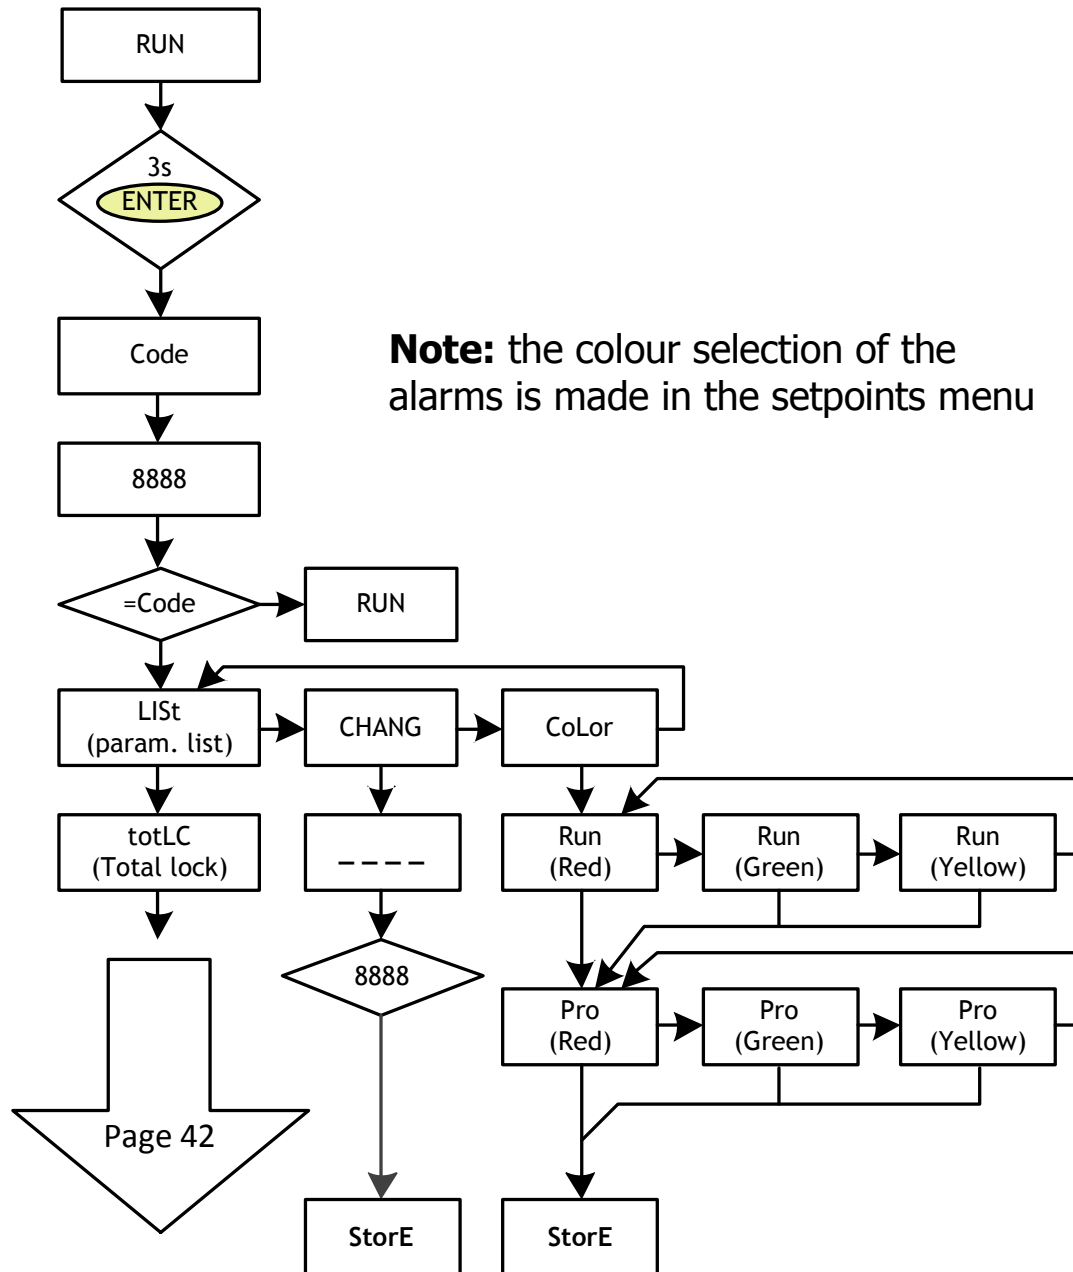 RUN
3s
ENTER
Code
Note: the colour selection of the
alarms is made in the setpoints menu
8888
=Code
RUN
LISt
(param. list)
CHANG
CoLor
totLC
(Total lock)
_ _ _ _
Run
(Red)
Run
(Green)
Run
(Yellow)
8888
Pro
(Red)
Pro
(Green)
Pro
(Yellow)
Page 42
StorE
StorE